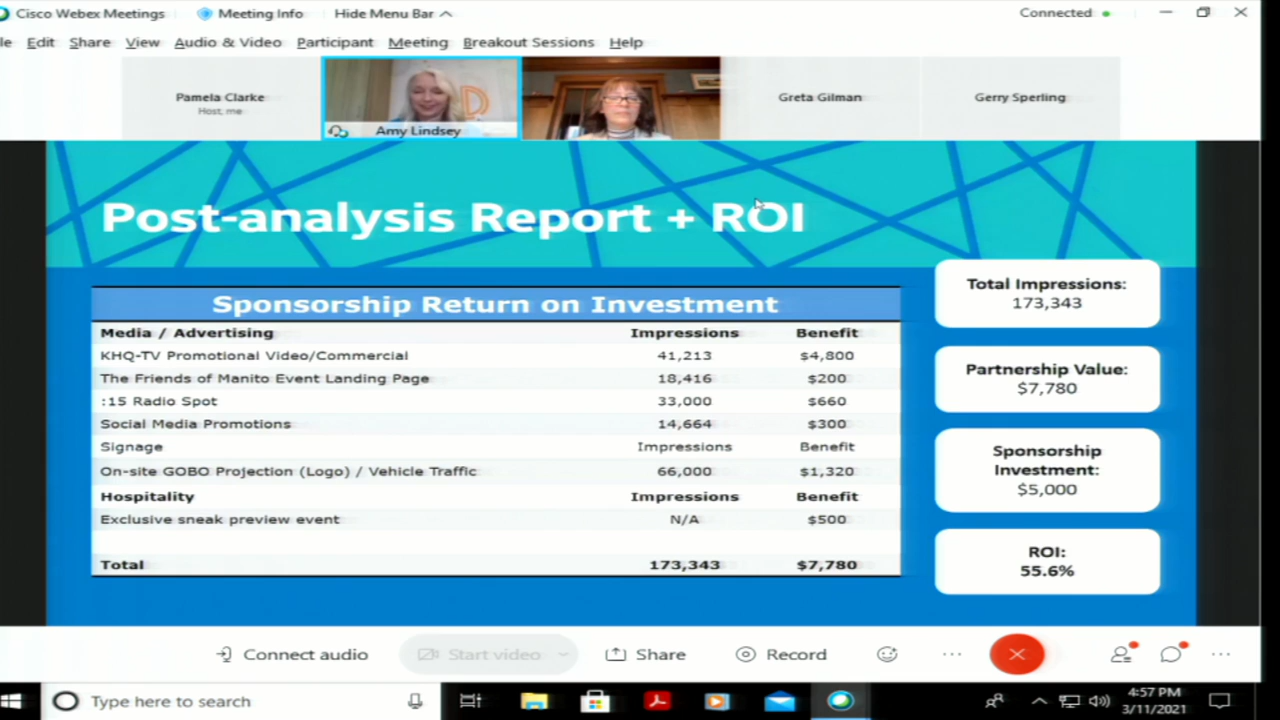 Cisco Webex Meetings Meeting Info Hide Menu Bar Connected
le Edit Share View Audio & Video Participant Meeting Breakout Sessions Help
Pamela Clarke
Host, me
Amy Lindsey
Greta Gilman
Gerry Sperling
Post-analysis Report + ROI
Sponsorship Return on Investment
Media / Advertising Impressions Benefit
KHQ-TV Promotional Video/Commercial 41,213 $4,800
The Friends of Manito Event Landing Page 18,416 $200
:15 Radio Spot 33,000 $660
Social Media Promotions 14,664 $300
Signage Impressions Benefit
On-site GOBO Projection (Logo) / Vehicle Traffic 66,000 $1,320
Hospitality Impressions Benefit
Exclusive sneak preview event N/A $500
Total 173,343 $7,780
Total Impressions:
173,343
Partnership Value:
$7,780
Sponsorship
Investment:
$5,000
ROI:
55.6%
Connect audio Start video Share Record
Type here to search
4:57 PM
3/11/2021